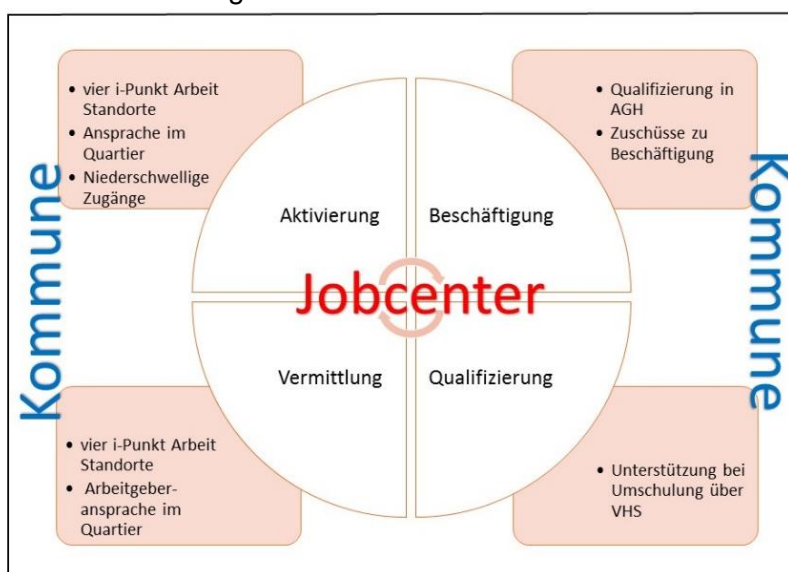 • vier i-Punkt Arbeit
Standorte
• Ansprache im
Quartier
• Niederschwellige
Zugänge
• Qualifizierung in
AGH
• Zuschüsse zu
Beschäftigung
Kommune
Kommune
Aktivierung
Beschäftigung
Jobcenter
Vermittlung
Qualifizierung
• vier i-Punkt Arbeit
Standorte
• Arbeitgeber-
ansprache im
Quartier
• Unterstützung bei
Umschulung über
VHS